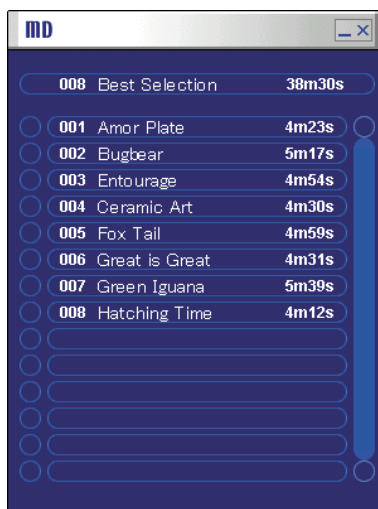 MD
008 Best Selection 38m30s
001 Amor Plate 4m23s
002 Bugbear 5m17s
003 Entourage 4m54s
004 Ceramic Art 4m30s
005 Fox Tail 4m59s
006 Great is Great 4m31s
007 Green Iguana 5m39s
008 Hatching Time 4m12s